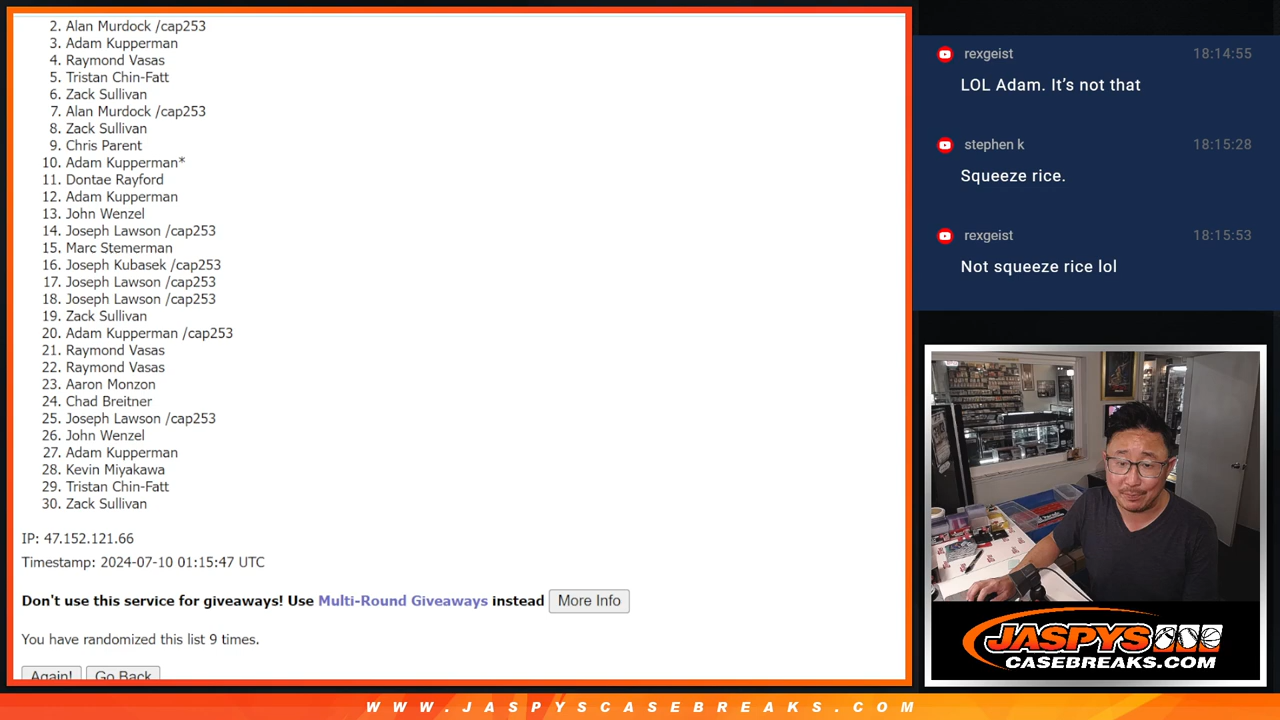 2. Alan Murdock /cap253
3. Adam Kupperman
4. Raymond Vasas
5. Tristan Chin-Fatt
6. Zack Sullivan
7. Alan Murdock /cap253
8. Zack Sullivan
9. Chris Parent
10. Adam Kupperman*
11. Dontae Rayford
12. Adam Kupperman
13. John Wenzel
14. Joseph Lawson /cap253
15. Marc Stemerman
16. Joseph Kubasek /cap253
17. Joseph Lawson /cap253
18. Joseph Lawson /cap253
19. Zack Sullivan
20. Adam Kupperman /cap253
21. Raymond Vasas
22. Raymond Vasas
23. Aaron Monzon
24. Chad Breitner
25. Joseph Lawson /cap253
26. John Wenzel
27. Adam Kupperman
28. Kevin Miyakawa
29. Tristan Chin-Fatt
30. Zack Sullivan
IP: 47.152.121.66
Timestamp: 2024-07-10 01:15:47 UTC
Don't use this service for giveaways! Use Multi-Round Giveaways instead More Info
You have randomized this list 9 times.
Again! Go Back
rexgeist 18:14:55
LOL Adam. It’s not that
stephen k 18:15:28
Squeeze rice.
rexgeist 18:15:53
Not squeeze rice lol
JASPYS
CASEBREAKS.COM
WWW.JASPYSCASEBREAKS.COM